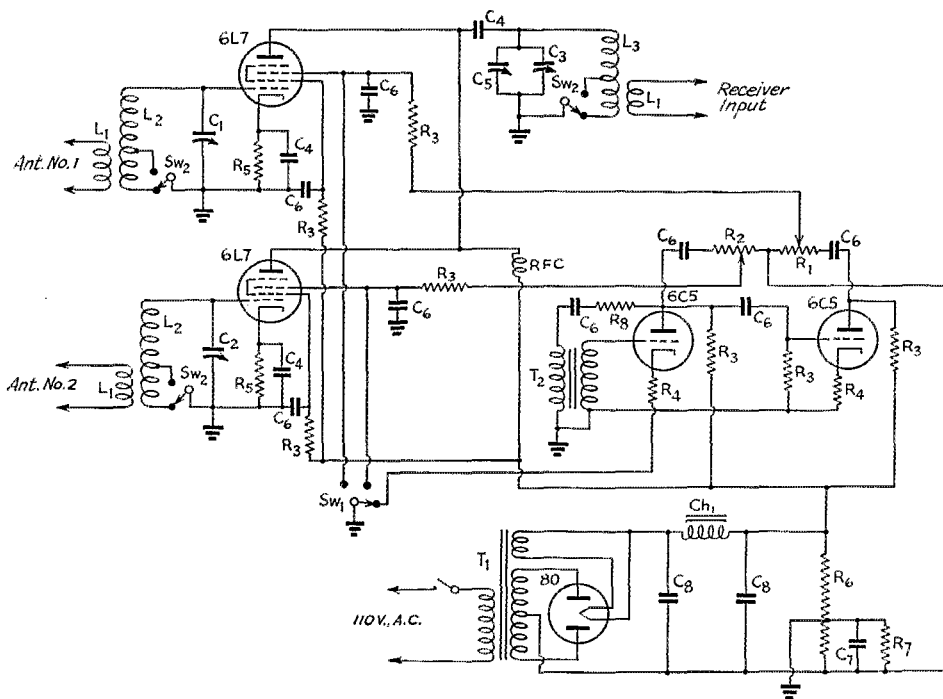 C4
6L7
L3
C3
C5
Sw2
C6
L1
Receiver
Input
R3
L2
C1
L1
Ant. No.1
Sw2
R5
C4
C6
R3
6L7
C6
R2
C6
R1
RFC
R3
C6
6C5
6C5
L2
C2
C6
R8
C6
R3
R3
R3
T2
R4
R4
Sw2
R5
C4
L1
Ant. No.2
C6
R3
Sw1
Ch1
T1
80
C8
C8
R6
110V., A.C.
C7
R7